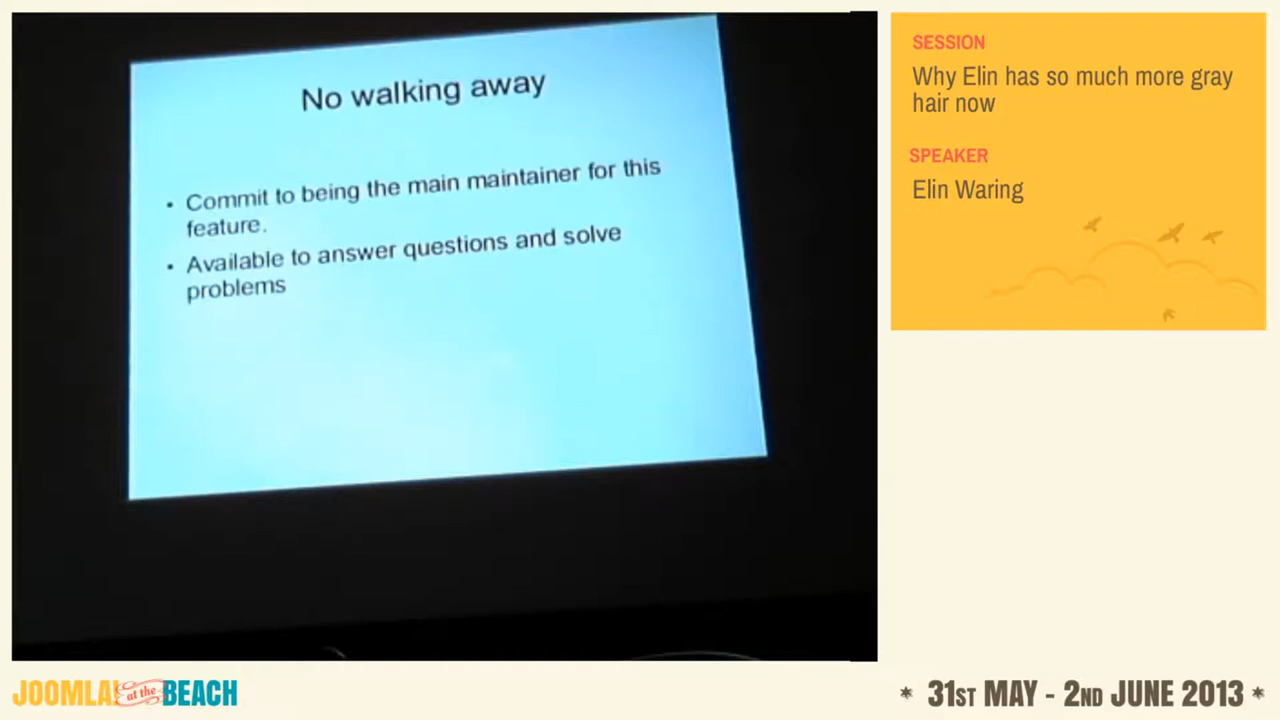 No walking away
• Commit to being the main maintainer for this
feature.
• Available to answer questions and solve
problems
SESSION
Why Elin has so much more gray
hair now
SPEAKER
Elin Waring
JOOMLA! at the BEACH
* 31ST MAY - 2ND JUNE 2013 *